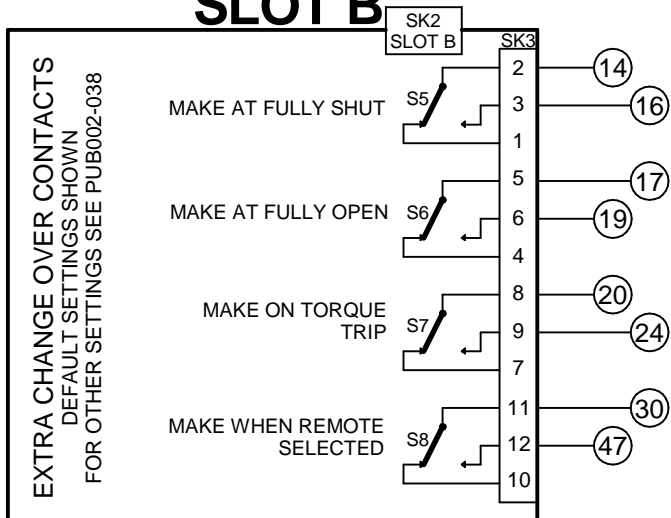 SLOT B
SK2
SLOT B
SK3
EXTRA CHANGE OVER CONTACTS
DEFAULT SETTINGS SHOWN
FOR OTHER SETTINGS SEE PUB002-038
MAKE AT FULLY SHUT
S5
2
14
3
16
1
MAKE AT FULLY OPEN
S6
5
17
6
19
4
MAKE ON TORQUE
TRIP
S7
8
20
9
24
7
MAKE WHEN REMOTE
SELECTED
S8
11
30
12
47
10